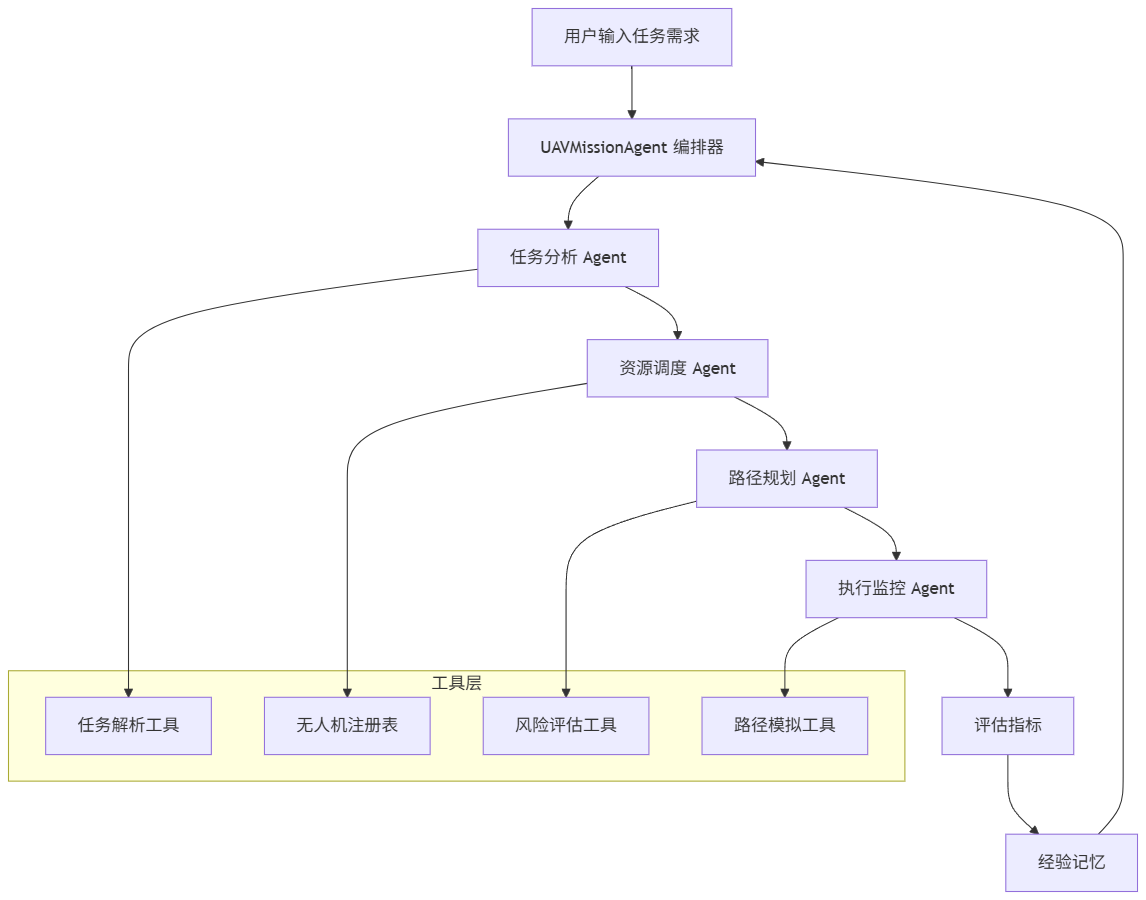 用户输入任务需求
UAVMissionAgent 编排器
任务分析 Agent
资源调度 Agent
路径规划 Agent
执行监控 Agent
工具层
任务解析工具
无人机注册表
风险评估工具
路径模拟工具
评估指标
经验记忆